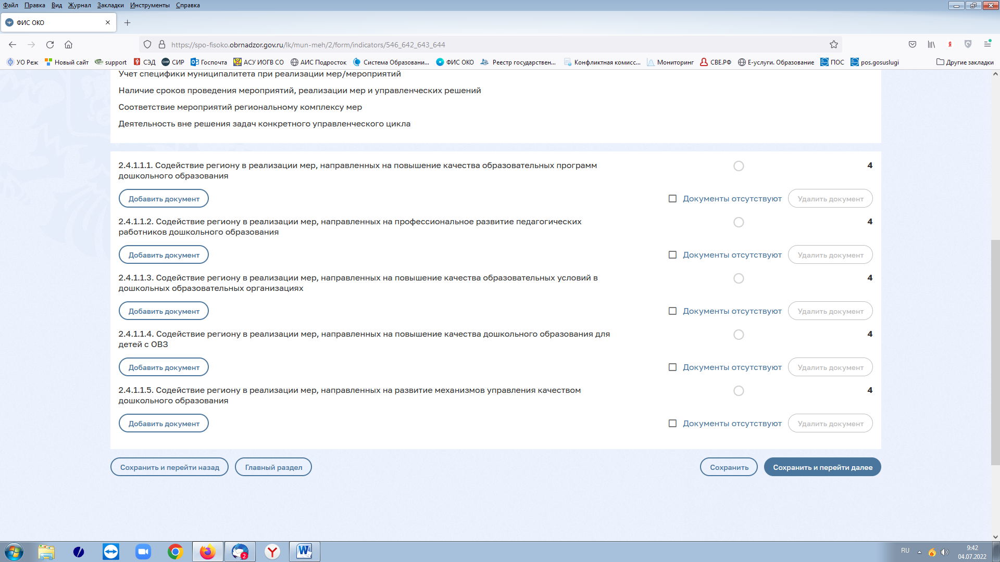 Файл Правка Вид Журнал Закладки Инструменты Справка
ФИС ОКО
https://spo-fisoko.obrnadzor.gov.ru/lk/mun-meh/2/form/indicators/546_642_643_644
УО Реж Новый сайт support СЭД СИР Госпочта АСУ ИОГВ СО АИС Подросток Система Образовани... ФИС ОКО Реестр государствен... Конфликтная комисс... Мониторинг СВЕ.РФ Е-услуги. Образование ПОС pos.gosuslugi Другие закладки
Учет специфики муниципалитета при реализации мер/мероприятий
Наличие сроков проведения мероприятий, реализации мер и управленческих решений
Соответствие мероприятий региональному комплексу мер
Деятельность вне решения задач конкретного управленческого цикла
2.4.1.1.1. Содействие региону в реализации мер, направленных на повышение качества образовательных программ 4
дошкольного образования
Добавить документ Документы отсутствуют Удалить документ
2.4.1.1.2. Содействие региону в реализации мер, направленных на профессиональное развитие педагогических 4
работников дошкольного образования
Добавить документ Документы отсутствуют Удалить документ
2.4.1.1.3. Содействие региону в реализации мер, направленных на повышение качества образовательных условий в 4
дошкольных образовательных организациях
Добавить документ Документы отсутствуют Удалить документ
2.4.1.1.4. Содействие региону в реализации мер, направленных на повышение качества дошкольного образования для 4
детей с ОВЗ
Добавить документ Документы отсутствуют Удалить документ
2.4.1.1.5. Содействие региону в реализации мер, направленных на развитие механизмов управления качеством 4
дошкольного образования
Добавить документ Документы отсутствуют Удалить документ
Сохранить и перейти назад Главный раздел Сохранить Сохранить и перейти далее
2
RU
9:42
04.07.2022